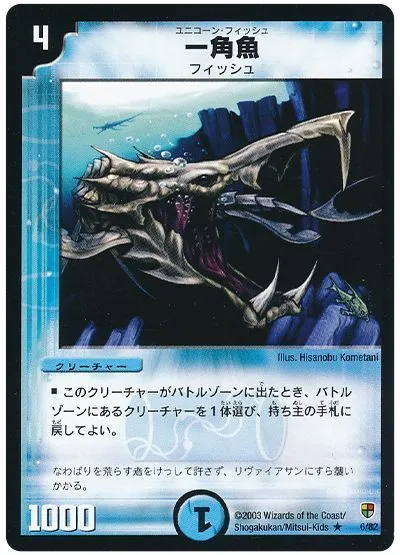 4
ユニコーン・フィッシュ
一角魚
フィッシュ
Illus. Hisanobu Kometani
クリーチャー
■ このクリーチャーがバトルゾーンに出たとき、バトル
ゾーンにあるクリーチャーを1体選び、持ち主の手札に
戻してよい。
なわばりを荒らす者をけっして許さず、リヴァイアサンにすら襲い
かかる。
1000
©2003 Wizards of the Coast/
Shogakukan/Mitsui-Kids ★ 6/82